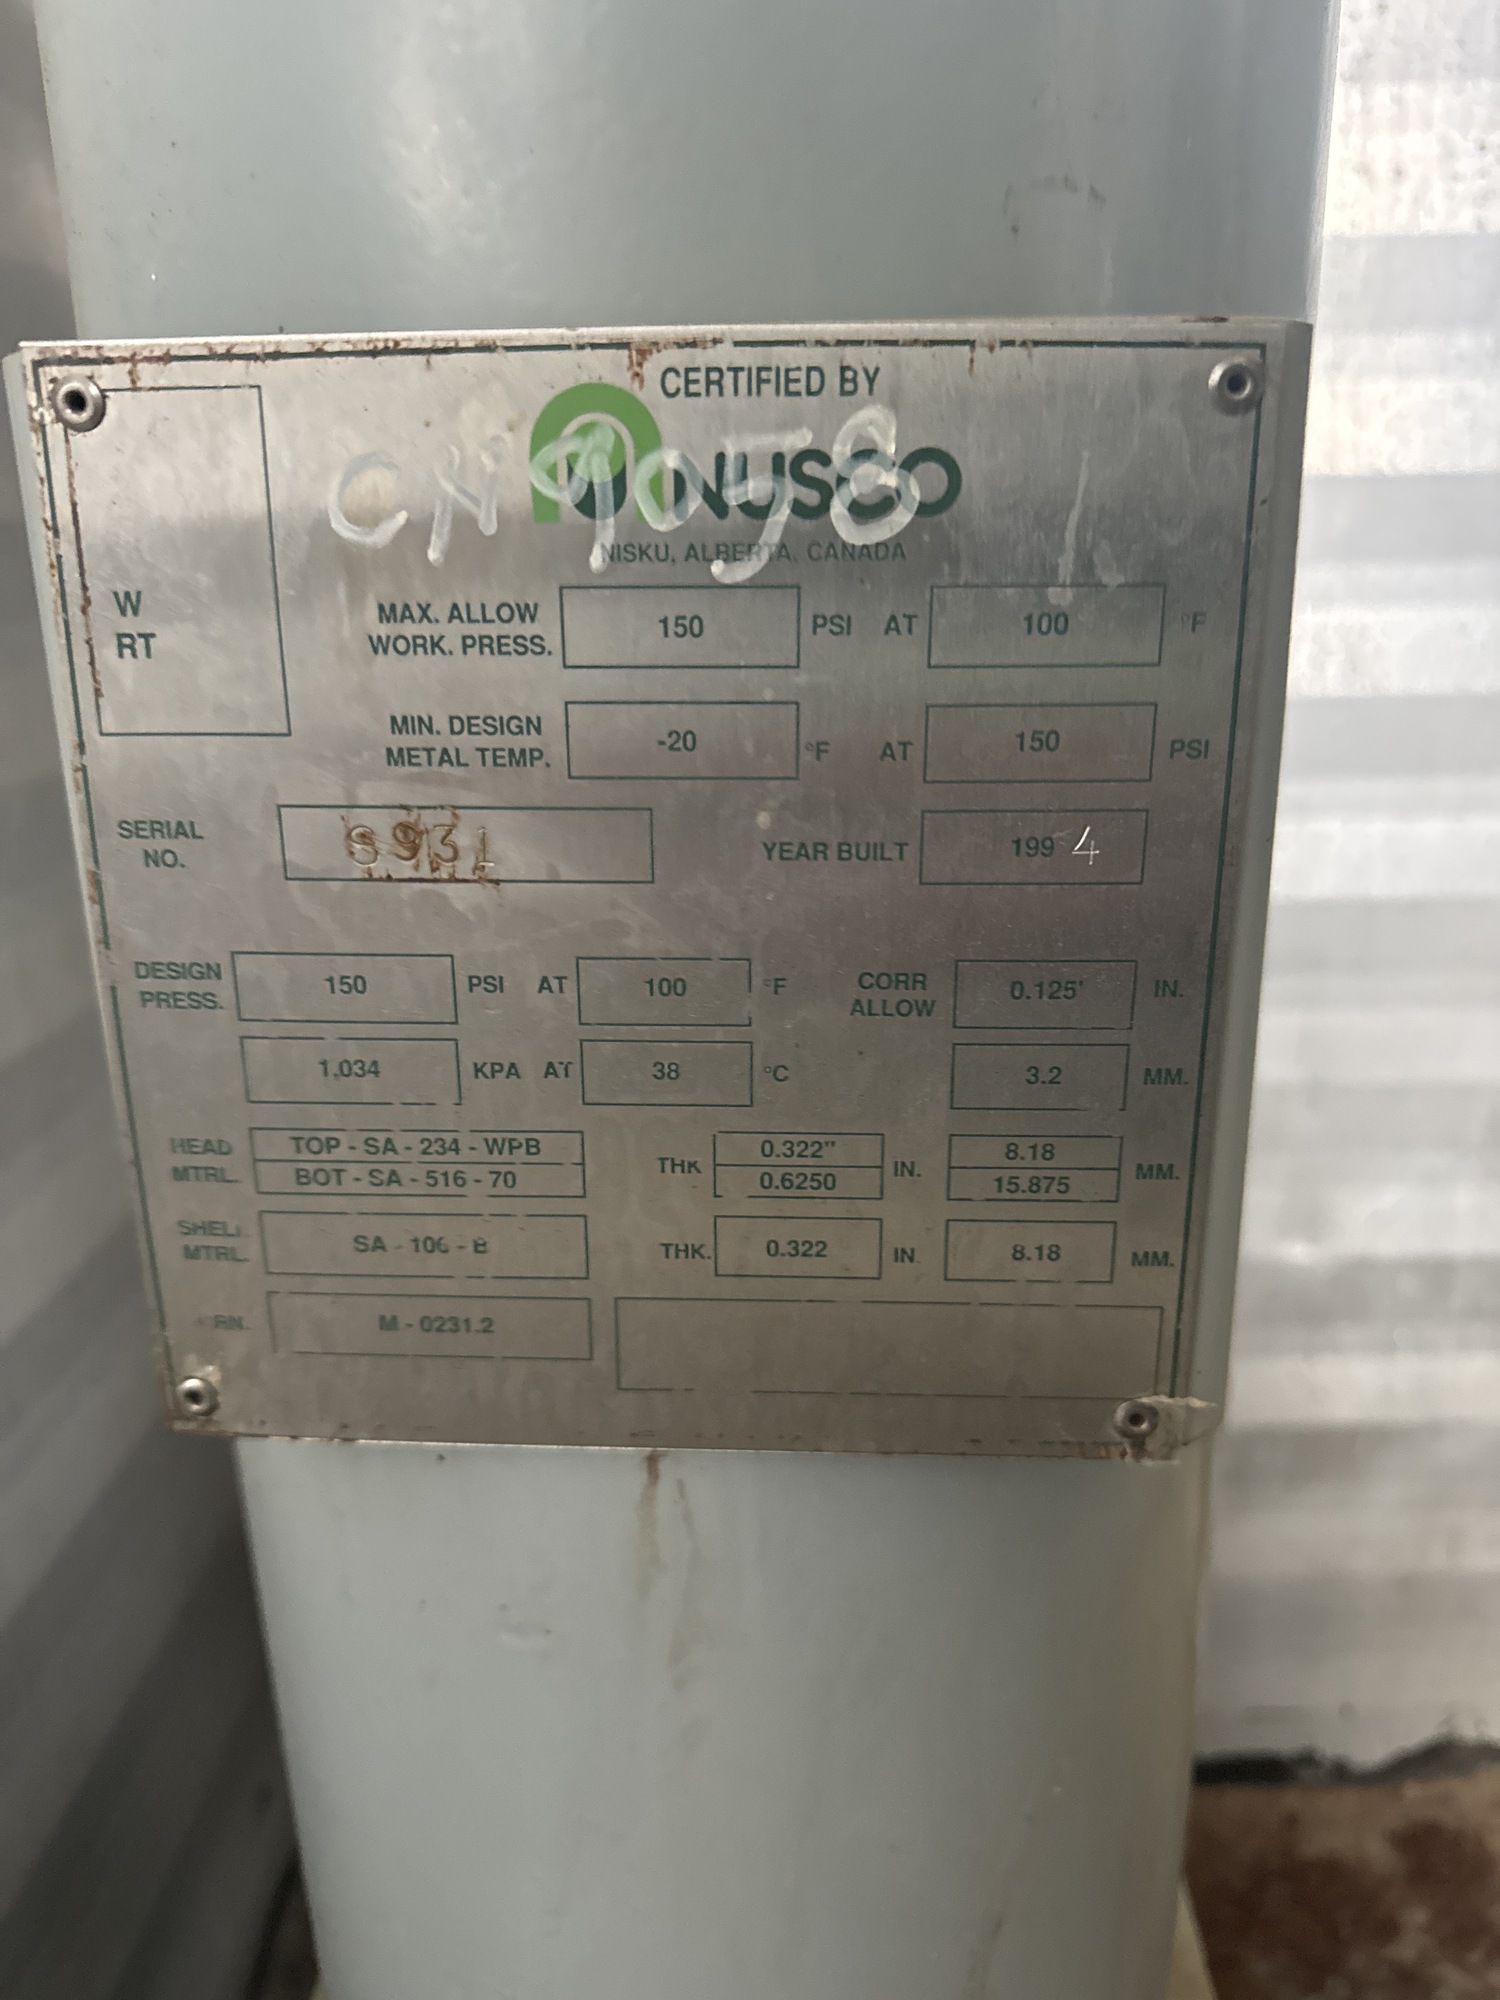 CERTIFIED BY
NUSCO
CN 9058
NISKU, ALBERTA, CANADA
W
RT
MAX. ALLOW WORK. PRESS. 150 PSI AT 100 °F
MIN. DESIGN METAL TEMP. -20 °F AT 150 PSI
SERIAL NO. S931 YEAR BUILT 1994
DESIGN PRESS. 150 PSI AT 100 °F CORR ALLOW 0.125' IN.
1,034 KPA AT 38 °C 3.2 MM.
HEAD MTRL. TOP - SA - 234 - WPB THK 0.322" IN. 8.18 MM.
BOT - SA - 516 - 70 0.6250 15.875
SHELL MTRL. SA - 106 - B THK. 0.322 IN. 8.18 MM.
CRN. M - 0231.2